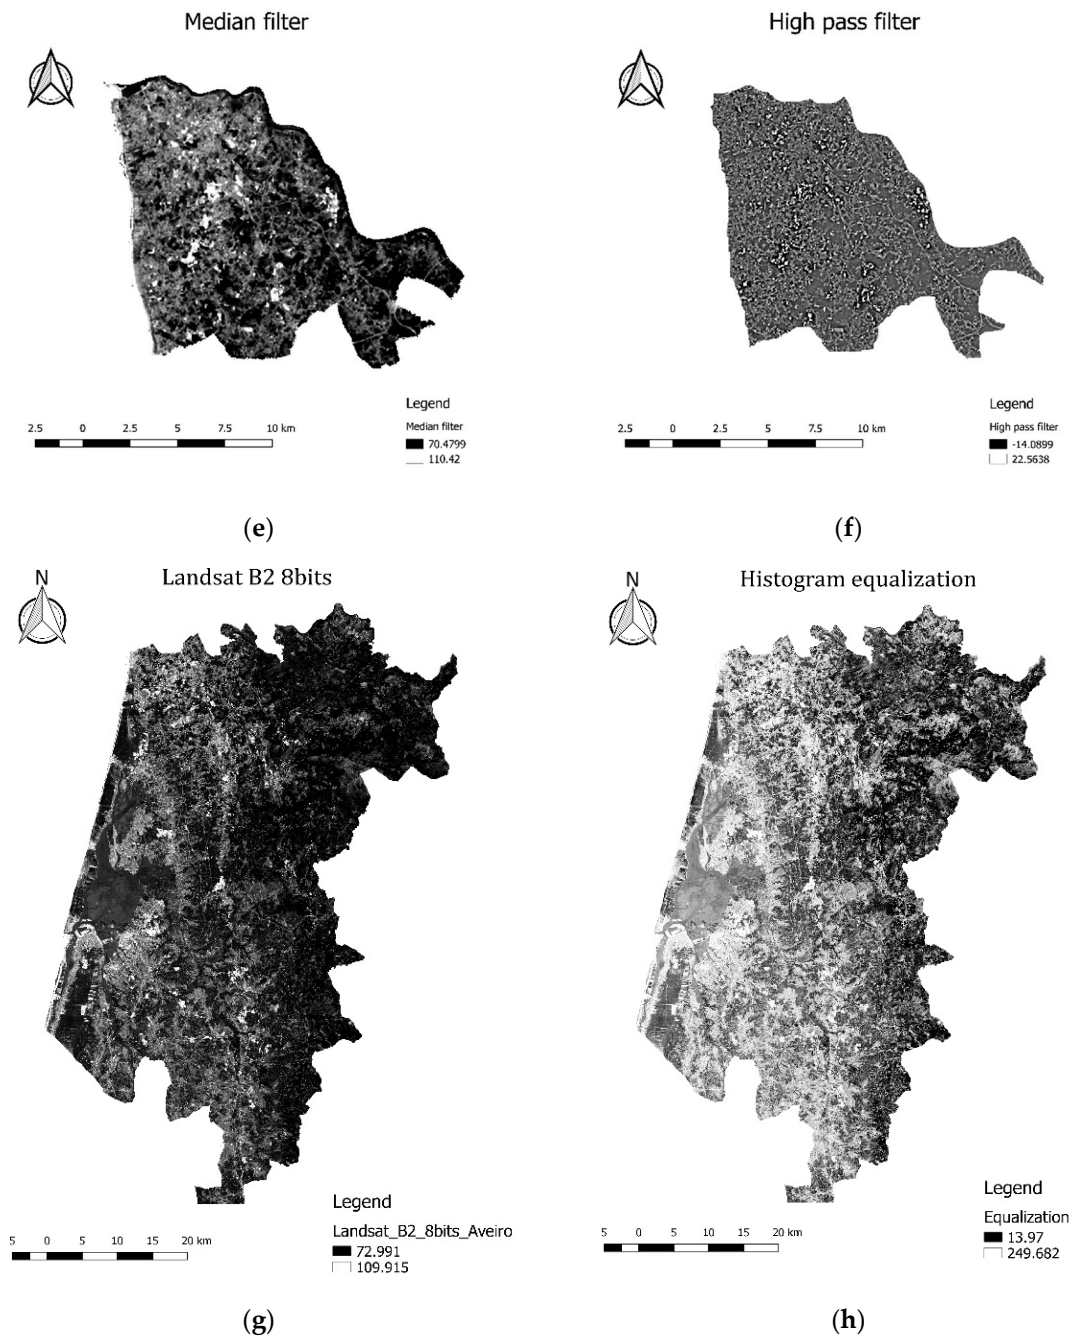 Median filter
High pass filter
Legend
Median filter
70.4799
110.42
2.5 0 2.5 5 7.5 10 km
Legend
High pass filter
-14.0899
22.5638
2.5 0 2.5 5 7.5 10 km
(e)
(f)
N
Landsat B2 8bits
N
Histogram equalization
Legend
Landsat_B2_8bits_Aveiro
72.991
109.915
5 0 5 10 15 20 km
Legend
Equalization
13.97
249.682
5 0 5 10 15 20 km
(g)
(h)